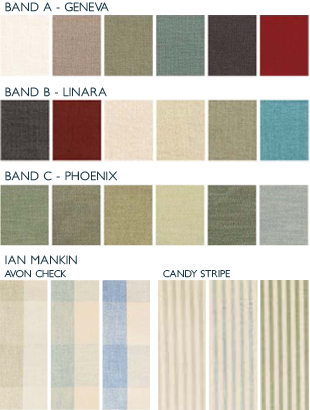 BAND A - GENEVA
BAND B - LINARA
BAND C - PHOENIX
IAN MANKIN
AVON CHECK
CANDY STRIPE